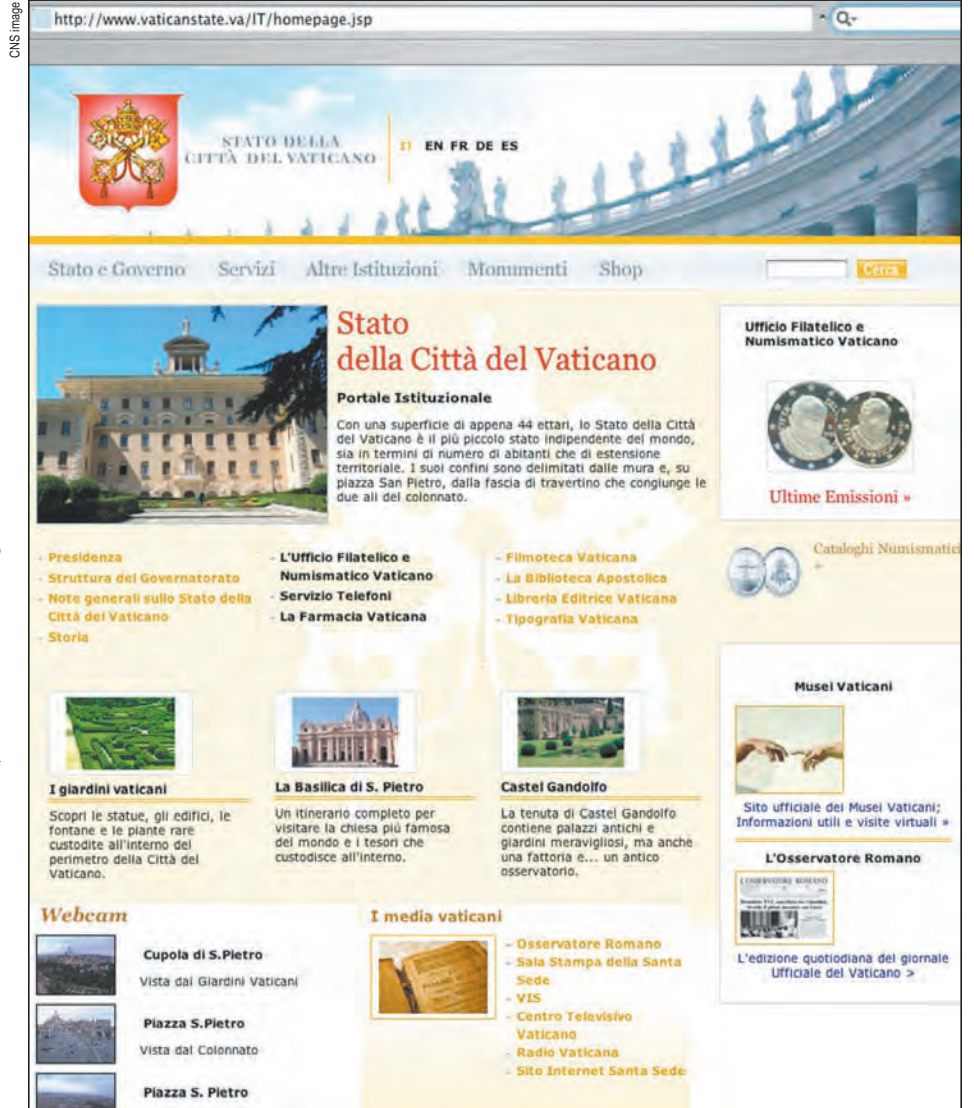 CNS image
http://www.vaticanstate.va/IT/homepage.jsp
STATO DELLA
CITTÀ DEL VATICANO
IT EN FR DE ES
Stato e Governo Servizi Altre Istituzioni Monumenti Shop
Cerca
Stato
della Città del Vaticano
Portale Istituzionale
Con una superficie di appena 44 ettari, lo Stato della Città
del Vaticano è il più piccolo stato indipendente del mondo,
sia in termini di numero di abitanti che di estensione
territoriale. I suoi confini sono delimitati dalle mura e, su
piazza San Pietro, dalla fascia di travertino che congiunge le
due ali del colonnato.
Ufficio Filatelico e
Numismatico Vaticano
Ultime Emissioni »
- Presidenza
- Struttura del Governatorato
- Note generali sullo Stato della
Città del Vaticano
- Storia
- L'Ufficio Filatelico e
Numismatico Vaticano
- Servizio Telefoni
- La Farmacia Vaticana
- Filmoteca Vaticana
- La Biblioteca Apostolica
- Libreria Editrice Vaticana
- Tipografia Vaticana
Cataloghi Numismatici
I giardini vaticani
Scopri le statue, gli edifici, le
fontane e le piante rare
custodite all'interno del
perimetro della Città del
Vaticano.
La Basilica di S. Pietro
Un itinerario completo per
visitare la chiesa più famosa
del mondo e i tesori che
custodisce all'interno.
Castel Gandolfo
La tenuta di Castel Gandolfo
contiene palazzi antichi e
giardini meravigliosi, ma anche
una fattoria e... un antico
osservatorio.
Musei Vaticani
Sito ufficiale dei Musei Vaticani;
Informazioni utili e visite virtuali »
L'Osservatore Romano
L'OSSERVATORE ROMANO
L'edizione quotiodiana del giornale
Ufficiale del Vaticano >
Webcam
Cupola di S.Pietro
Vista dai Giardini Vaticani
Piazza S.Pietro
Vista dal Colonnato
Piazza S. Pietro
I media vaticani
- Osservatore Romano
- Sala Stampa della Santa
Sede
- VIS
- Centro Televisivo
Vaticano
- Radio Vaticana
- Sito Internet Santa Sede